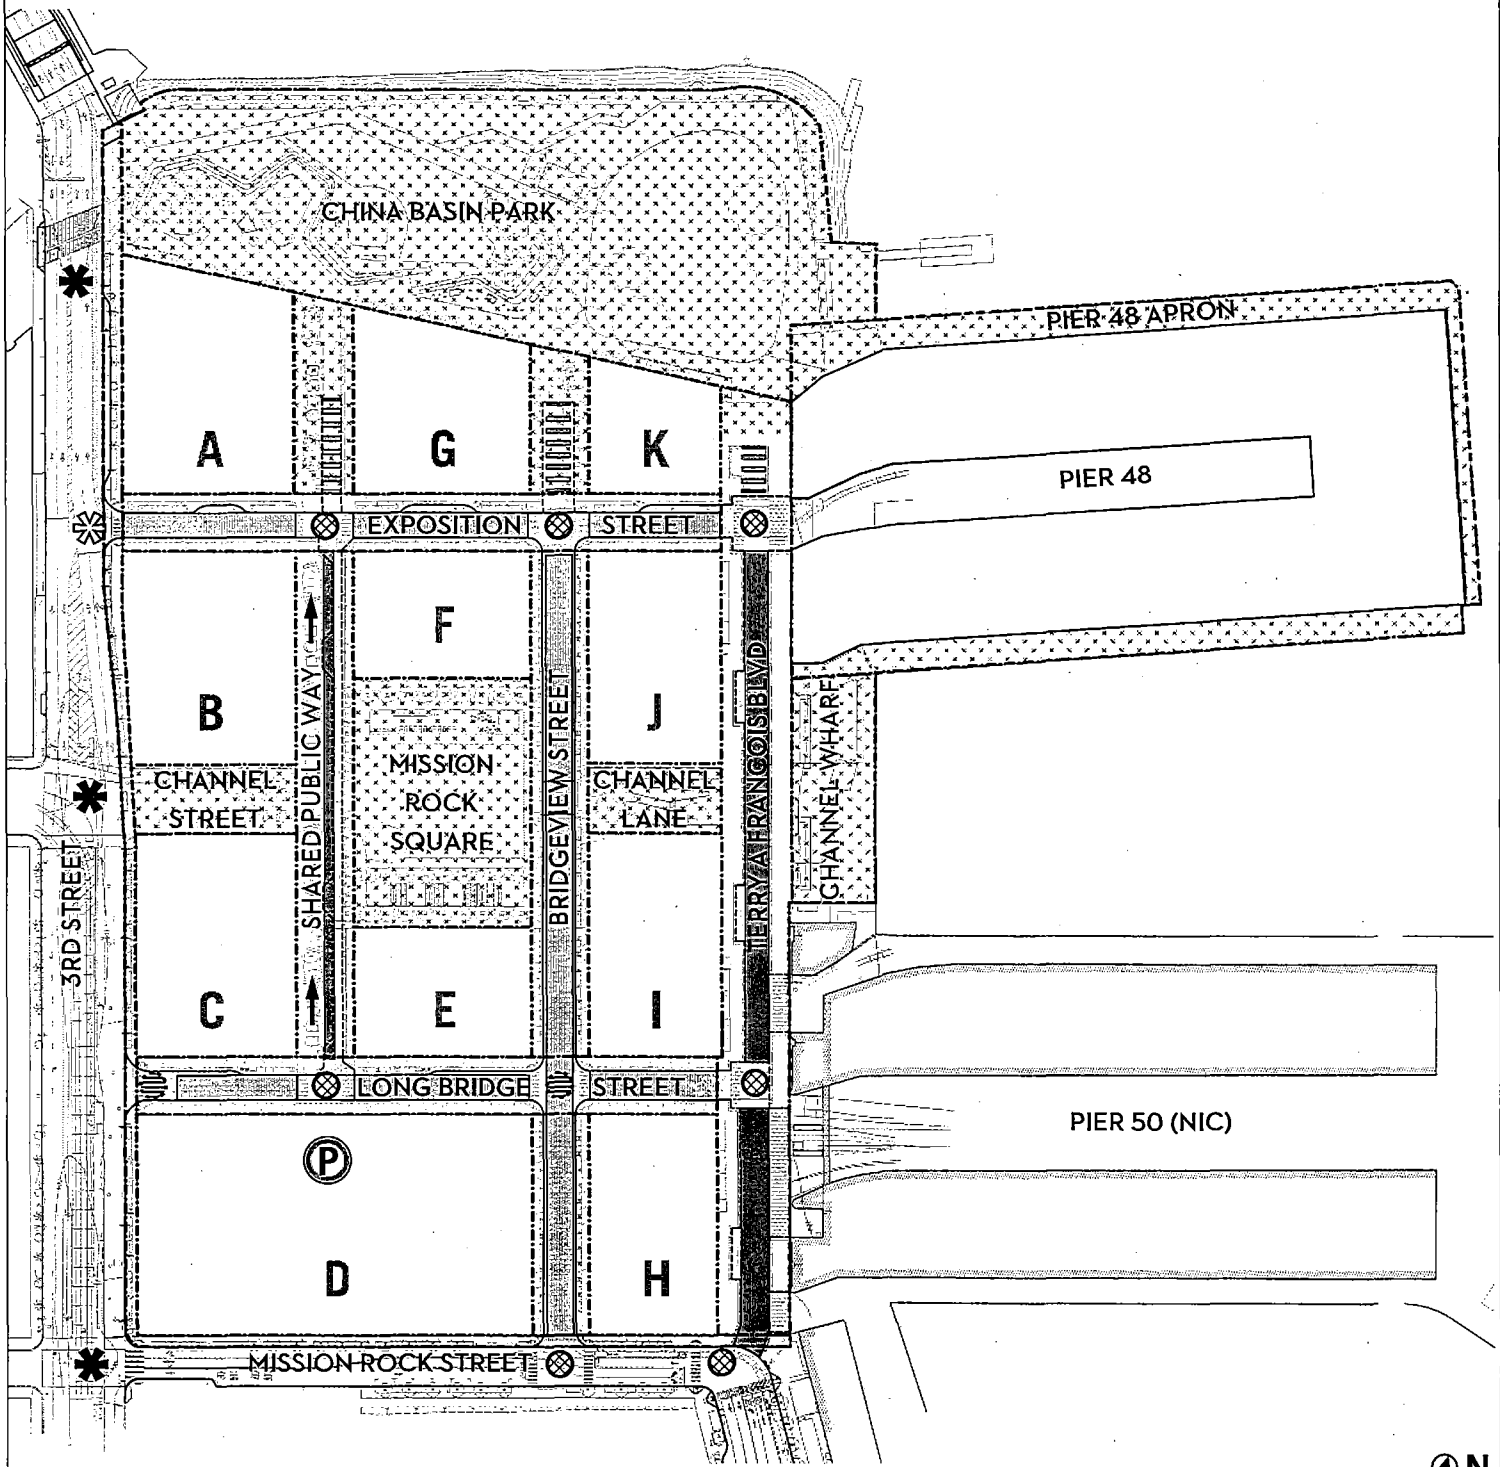 CHINA BASIN PARK
PIER 48 APRON
A
G
K
PIER 48
EXPOSITION
STREET
F
B
J
SHARED PUBLIC WAY
BRIDGEVIEW STREET
TERRY A FRANCOIS BLVD
CHANNEL WHARF
MISSION
ROCK
SQUARE
CHANNEL
STREET
CHANNEL
LANE
3RD STREET
C
E
I
LONG BRIDGE
STREET
PIER 50 (NIC)
P
D
H
MISSION ROCK STREET
N